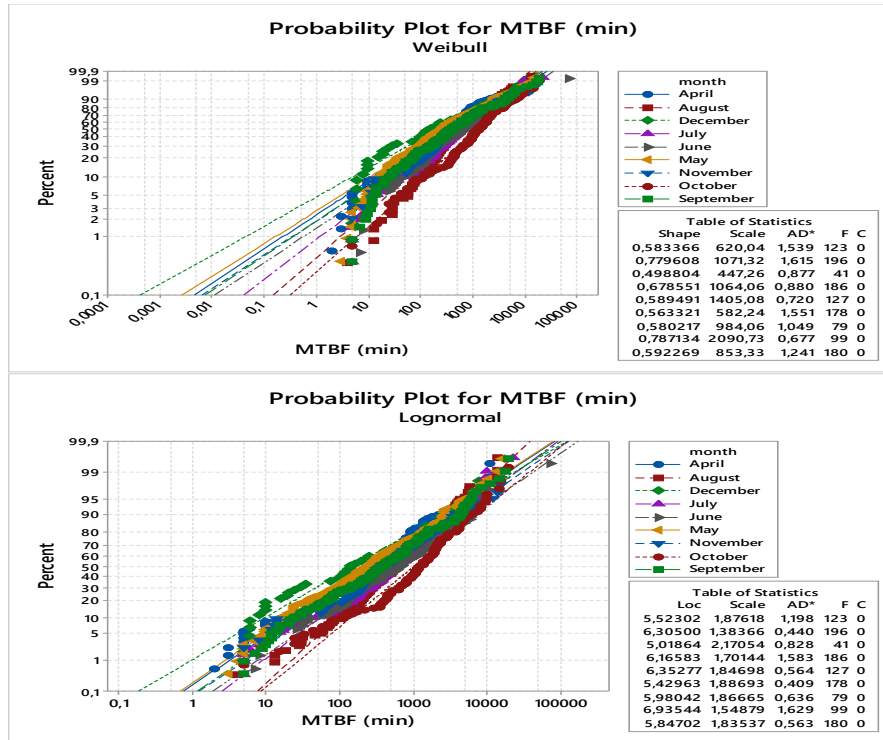 Probability Plot for MTBF (min)
Weibull
99,9
99
90
80
70
60
50
40
30
20
10
5
3
2
1
0,1
Percent
0,0001
0,001
0,01
0,1
1
10
100
1000
10000
100000
MTBF (min)
month
April
August
December
July
June
May
November
October
September
Table of Statistics
Shape Scale AD* F C
0,583366 620,04 1,539 123 0
0,779608 1071,32 1,615 196 0
0,498804 447,26 0,877 41 0
0,678551 1064,06 0,880 186 0
0,589491 1405,08 0,720 127 0
0,563321 582,24 1,551 178 0
0,580217 984,06 1,049 79 0
0,787134 2090,73 0,677 99 0
0,592269 853,33 1,241 180 0
Probability Plot for MTBF (min)
Lognormal
99,9
99
95
90
80
70
60
50
40
30
20
10
5
1
0,1
Percent
0,1
1
10
100
1000
10000
100000
MTBF (min)
month
April
August
December
July
June
May
November
October
September
Table of Statistics
Loc Scale AD* F C
5,52302 1,87618 1,198 123 0
6,30500 1,38366 0,440 196 0
5,01864 2,17054 0,828 41 0
6,16583 1,70144 1,583 186 0
6,35277 1,84698 0,564 127 0
5,42963 1,88693 0,409 178 0
5,98042 1,86665 0,636 79 0
6,93544 1,54879 1,629 99 0
5,84702 1,83537 0,563 180 0